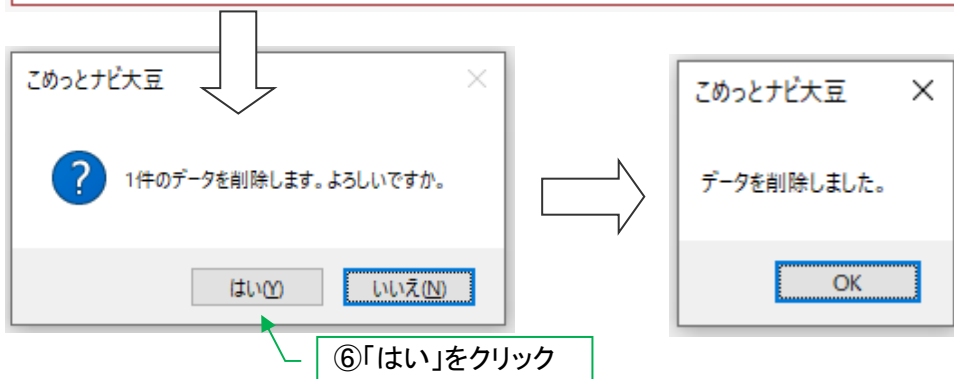 こめっとナビ大豆
1件のデータを削除します。よろしいですか。
はい(Y)
いいえ(N)
⑥「はい」をクリック
こめっとナビ大豆
データを削除しました。
OK